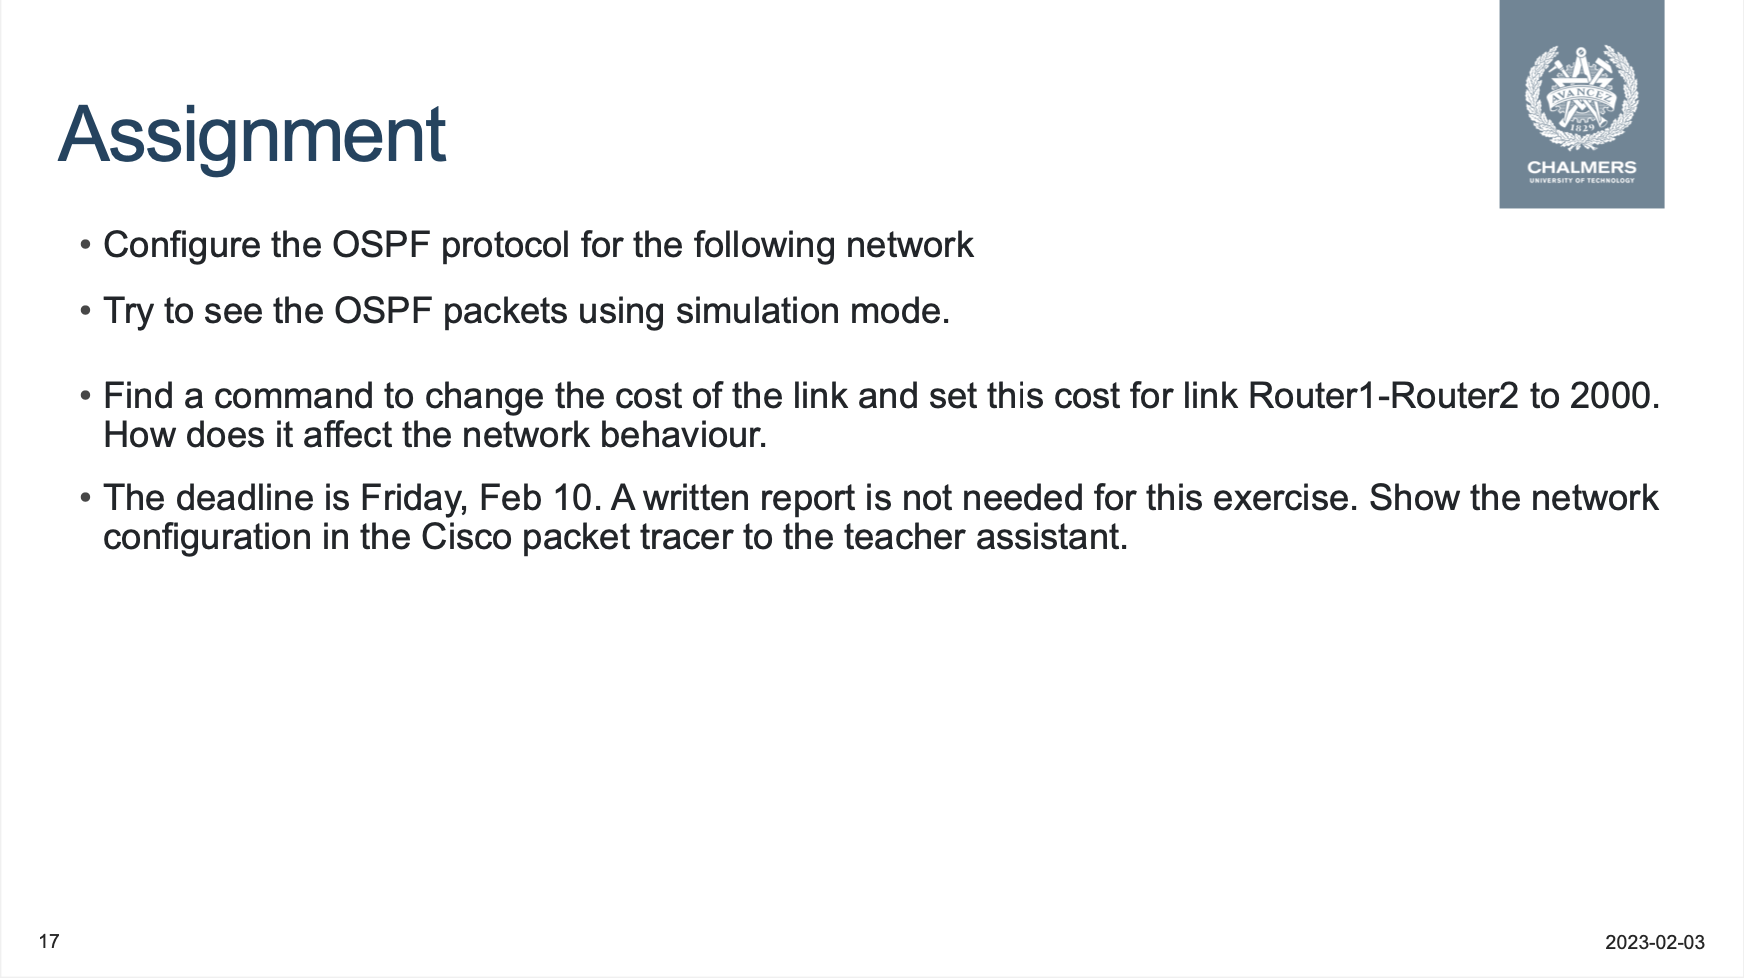 AVANCEZ
1829
CHALMERS
UNIVERSITY OF TECHNOLOGY
Assignment
• Configure the OSPF protocol for the following network
• Try to see the OSPF packets using simulation mode.
• Find a command to change the cost of the link and set this cost for link Router1-Router2 to 2000.
How does it affect the network behaviour.
• The deadline is Friday, Feb 10. A written report is not needed for this exercise. Show the network
configuration in the Cisco packet tracer to the teacher assistant.
17
2023-02-03